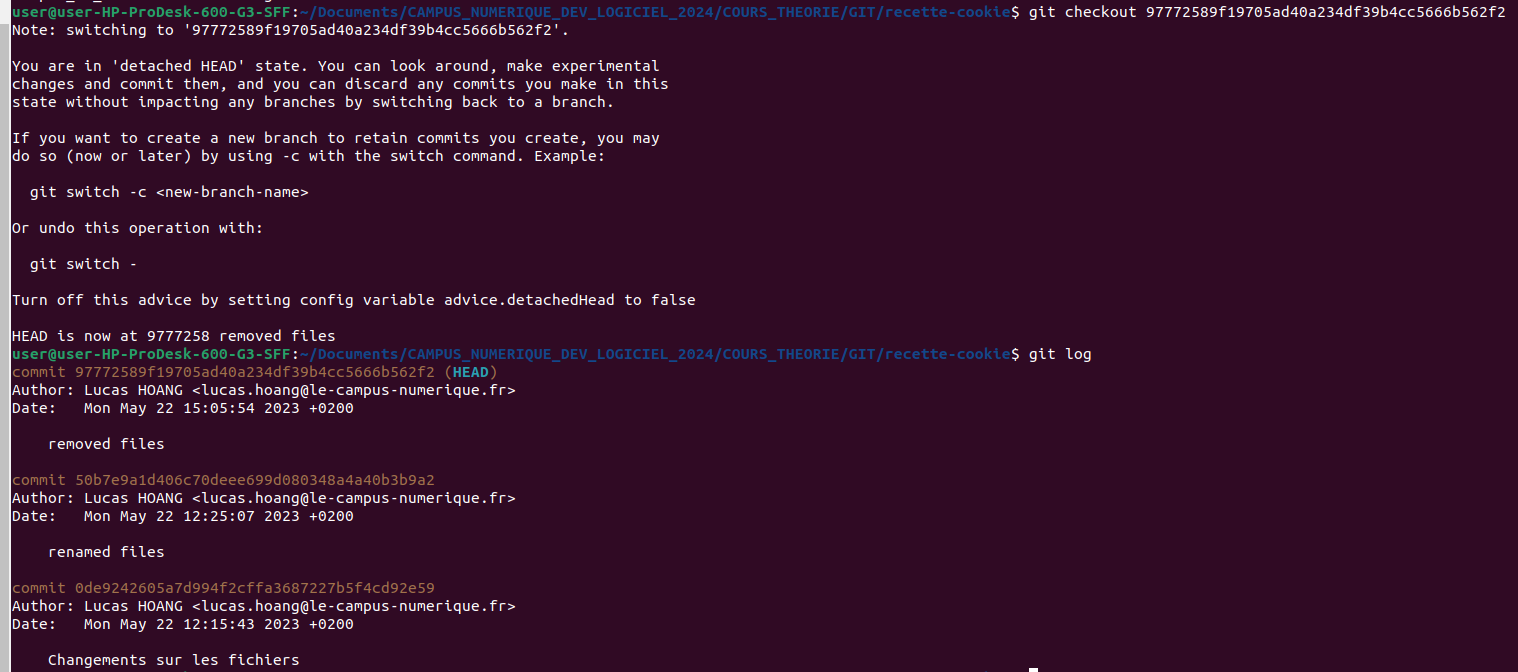 user@user-HP-ProDesk-600-G3-SFF:~/Documents/CAMPUS_NUMERIQUE_DEV_LOGICIEL_2024/COURS_THEORIE/GIT/recette-cookie$ git checkout 97772589f19705ad40a234df39b4cc5666b562f2
Note: switching to '97772589f19705ad40a234df39b4cc5666b562f2'.
You are in 'detached HEAD' state. You can look around, make experimental
changes and commit them, and you can discard any commits you make in this
state without impacting any branches by switching back to a branch.
If you want to create a new branch to retain commits you create, you may
do so (now or later) by using -c with the switch command. Example:
git switch -c <new-branch-name>
Or undo this operation with:
git switch -
Turn off this advice by setting config variable advice.detachedHead to false
HEAD is now at 9777258 removed files
user@user-HP-ProDesk-600-G3-SFF:~/Documents/CAMPUS_NUMERIQUE_DEV_LOGICIEL_2024/COURS_THEORIE/GIT/recette-cookie$ git log
commit 97772589f19705ad40a234df39b4cc5666b562f2 (HEAD)
Author: Lucas HOANG <lucas.hoang@le-campus-numerique.fr>
Date:   Mon May 22 15:05:54 2023 +0200
removed files
commit 50b7e9a1d406c70deee699d080348a4a40b3b9a2
Author: Lucas HOANG <lucas.hoang@le-campus-numerique.fr>
Date:   Mon May 22 12:25:07 2023 +0200
renamed files
commit 0de9242605a7d994f2cffa3687227b5f4cd92e59
Author: Lucas HOANG <lucas.hoang@le-campus-numerique.fr>
Date:   Mon May 22 12:15:43 2023 +0200
Changements sur les fichiers